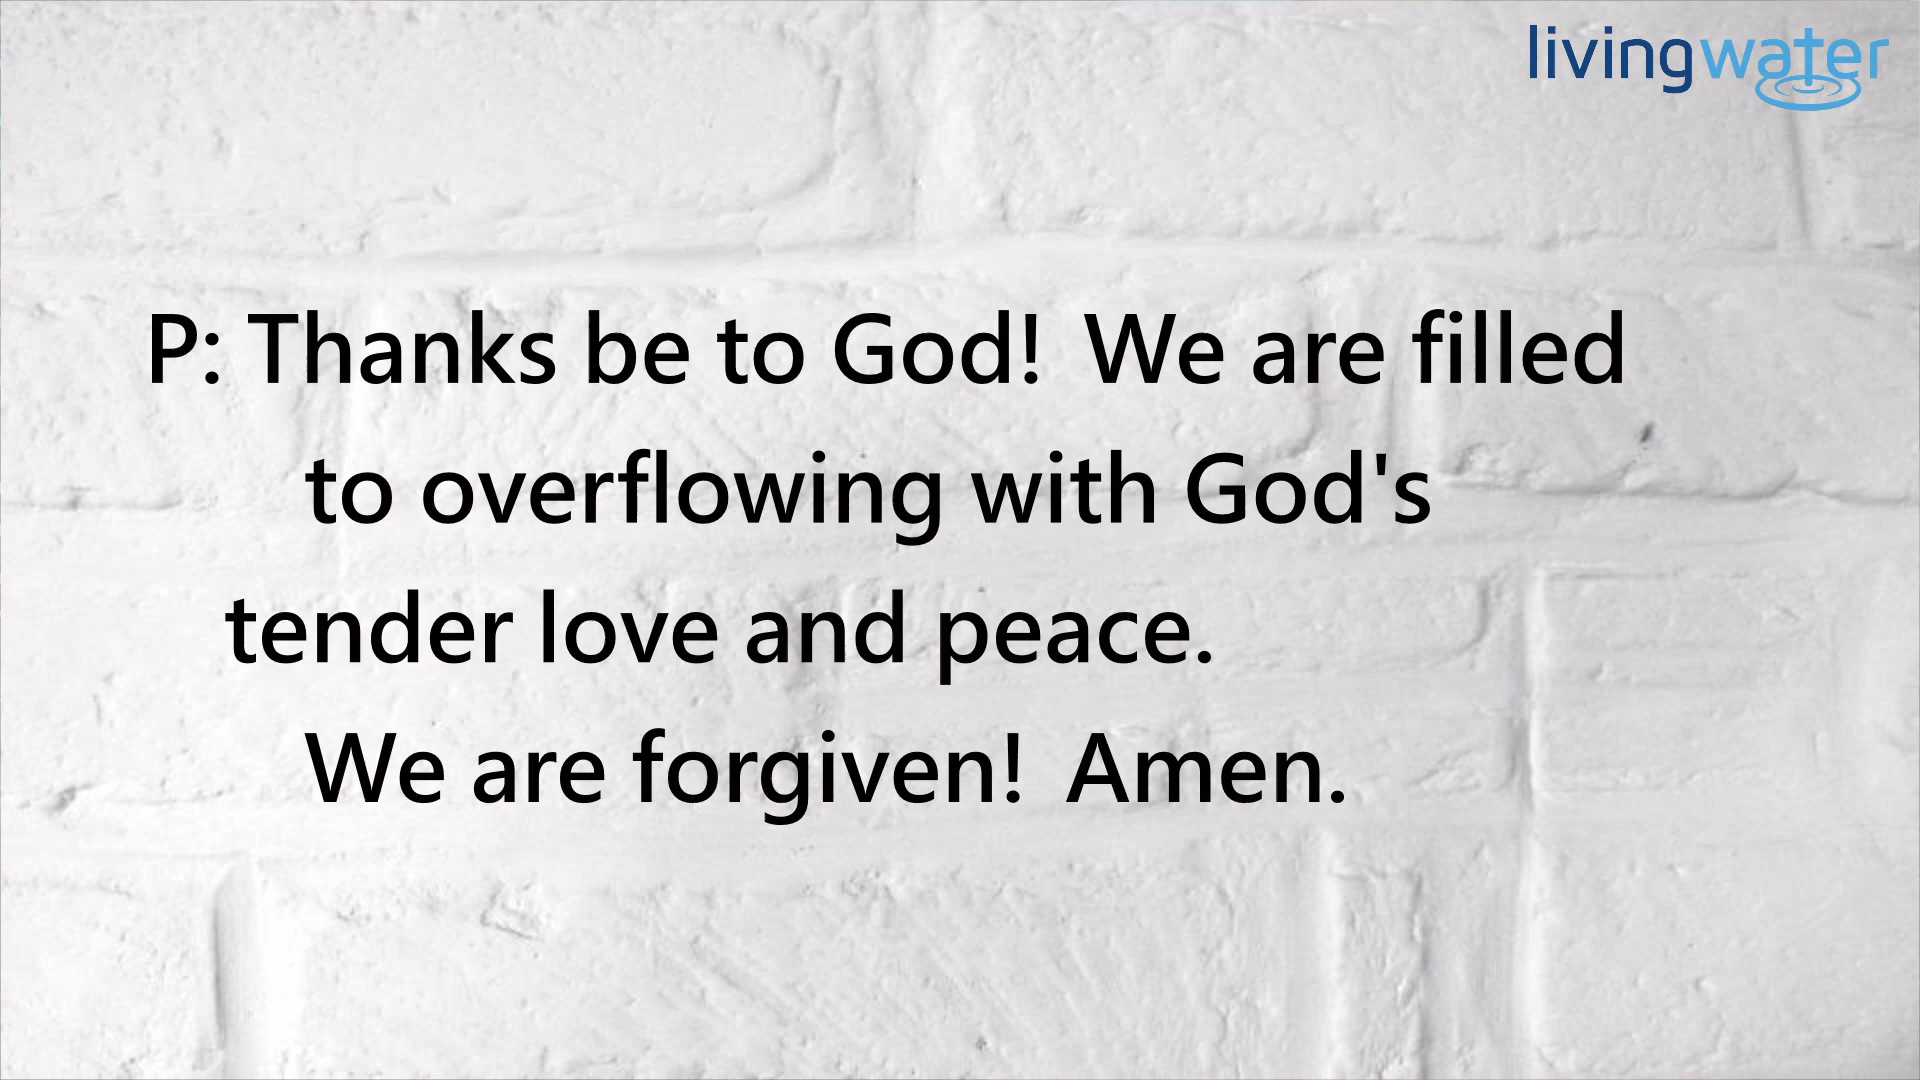 livingwater
P: Thanks be to God!  We are filled
to overflowing with God's
tender love and peace.
We are forgiven!  Amen.